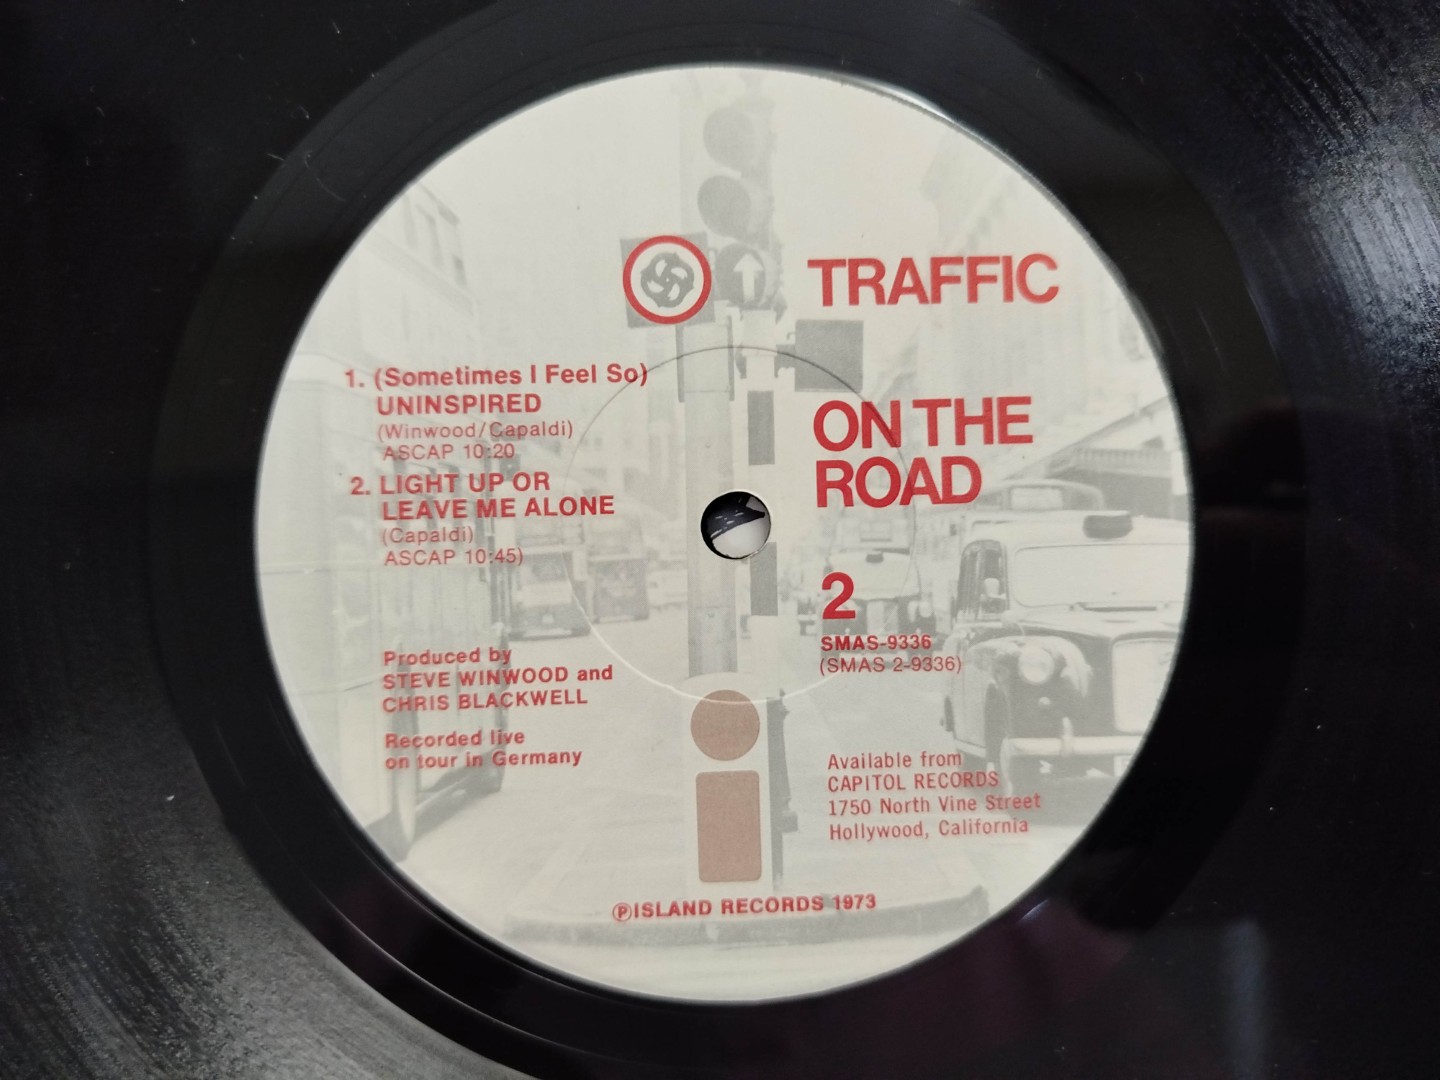 TRAFFIC
1. (Sometimes I Feel So)
UNINSPIRED
(Winwood/Capaldi)
ASCAP 10:20
2. LIGHT UP OR
LEAVE ME ALONE
(Capaldi)
ASCAP 10:45)
ON THE
ROAD
2
SMAS-9336
(SMAS 2-9336)
Produced by
STEVE WINWOOD and
CHRIS BLACKWELL
Recorded live
on tour in Germany
Available from
CAPITOL RECORDS
1750 North Vine Street
Hollywood, California
ⓅISLAND RECORDS 1973